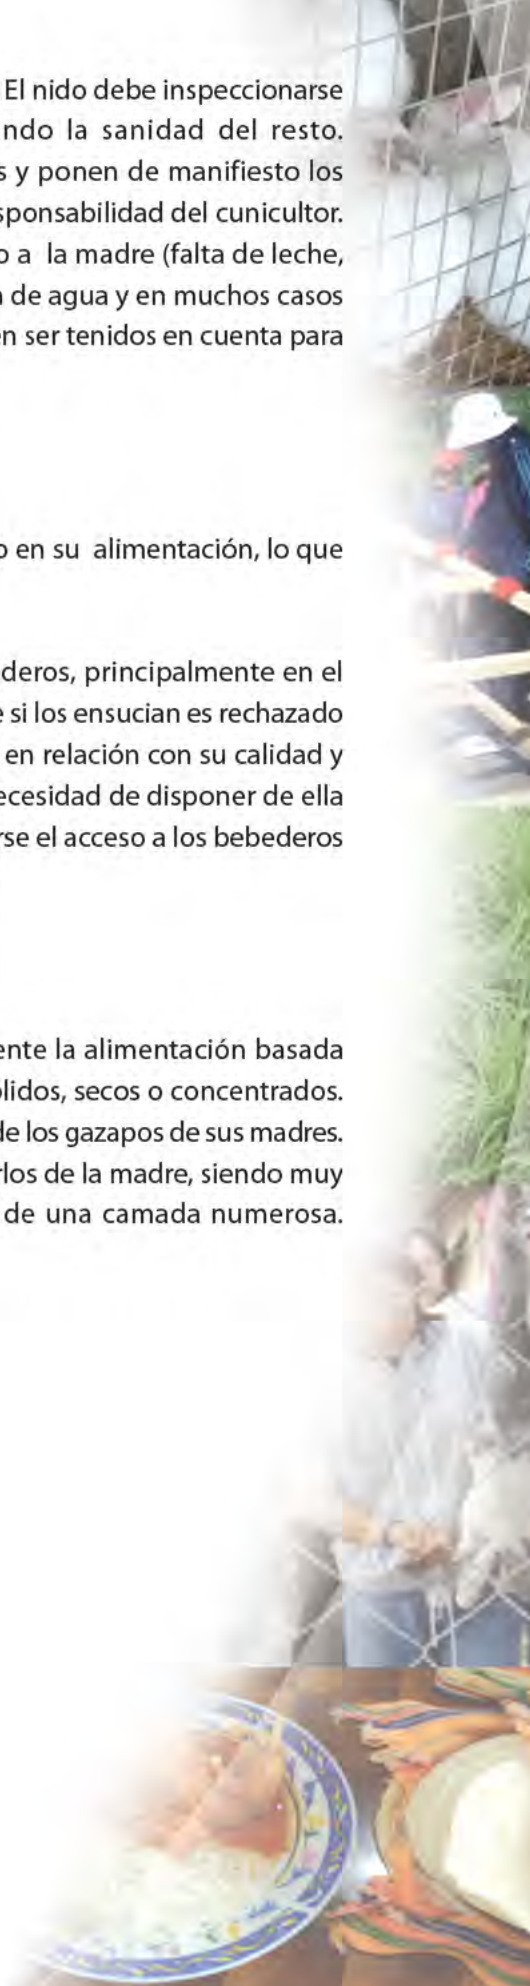 El nido debe inspeccionarse
ndo la sanidad del resto.
s y ponen de manifiesto los
sponsabilidad del cunicultor.
o a la madre (falta de leche,
de agua y en muchos casos
en ser tenidos en cuenta para
o en su alimentación, lo que
deros, principalmente en el
e si los ensucian es rechazado
en relación con su calidad y
ecesidad de disponer de ella
rse el acceso a los bebederos
ente la alimentación basada
lidos, secos o concentrados.
de los gazapos de sus madres.
rlos de la madre, siendo muy
de una camada numerosa.